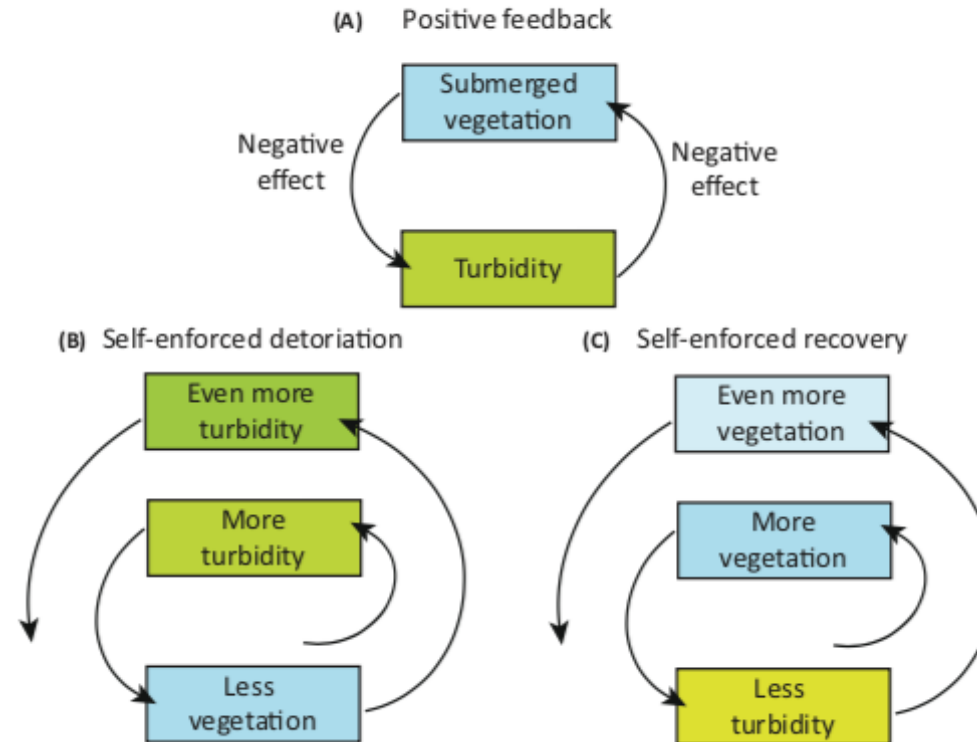 (A) Positive feedback
Submerged
vegetation
Negative
effect
Negative
effect
Turbidity
(B) Self-enforced detoriation
Even more
turbidity
More
turbidity
Less
vegetation
(C) Self-enforced recovery
Even more
vegetation
More
vegetation
Less
turbidity